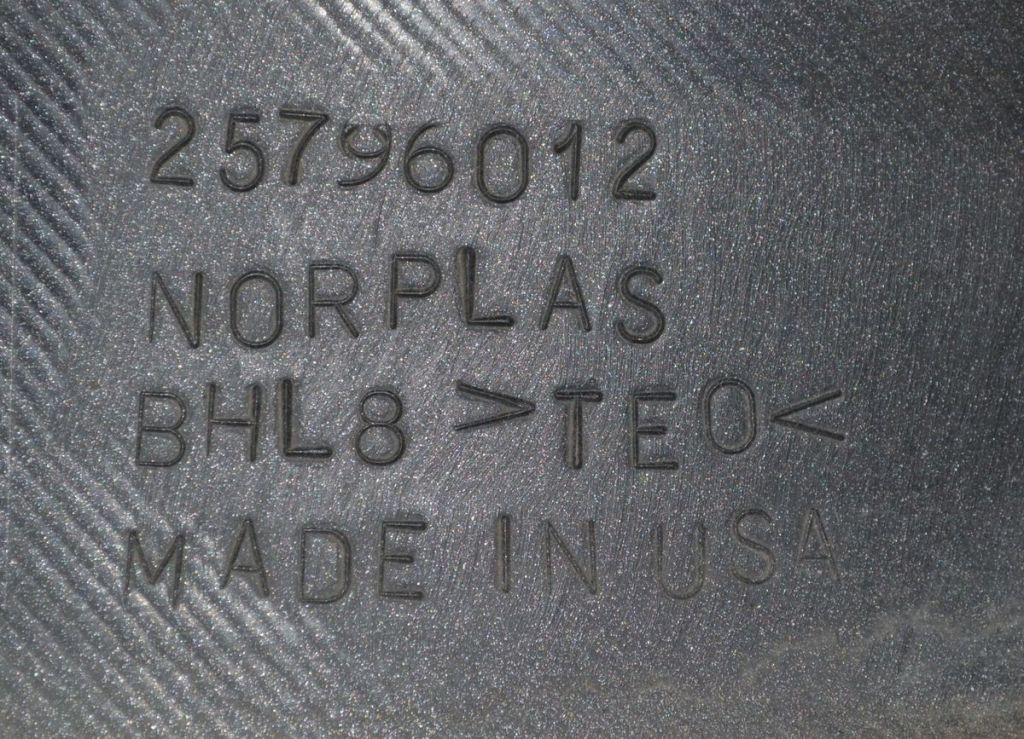 25796012
NORPLAS
BHL8 >TEO<
MADE IN USA